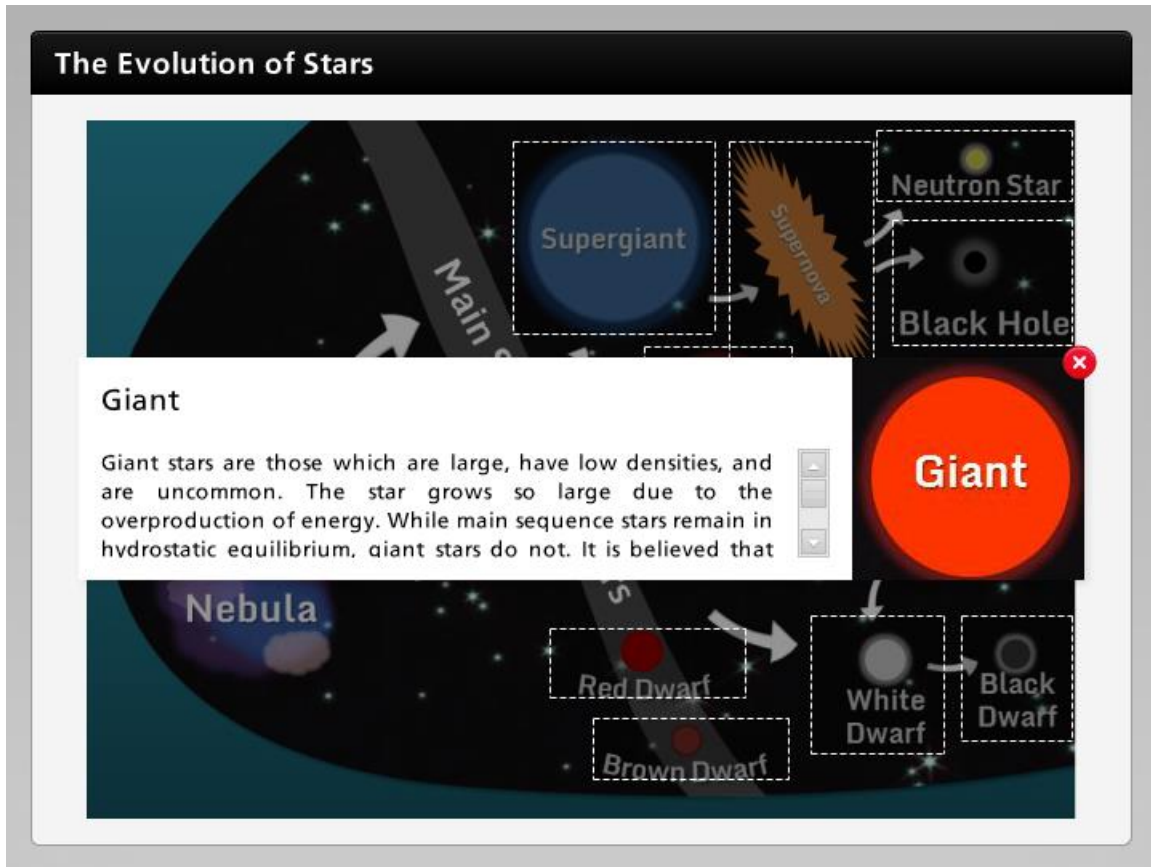 The Evolution of Stars
Supergiant
Supernova
Neutron Star
Black Hole
Main
Giant
Giant stars are those which are large, have low densities, and
are uncommon. The star grows so large due to the
overproduction of energy. While main sequence stars remain in
hydrostatic equilibrium, giant stars do not. It is believed that
Giant
Nebula
Red Dwarf
Brown Dwarf
White
Dwarf
Black
Dwarf